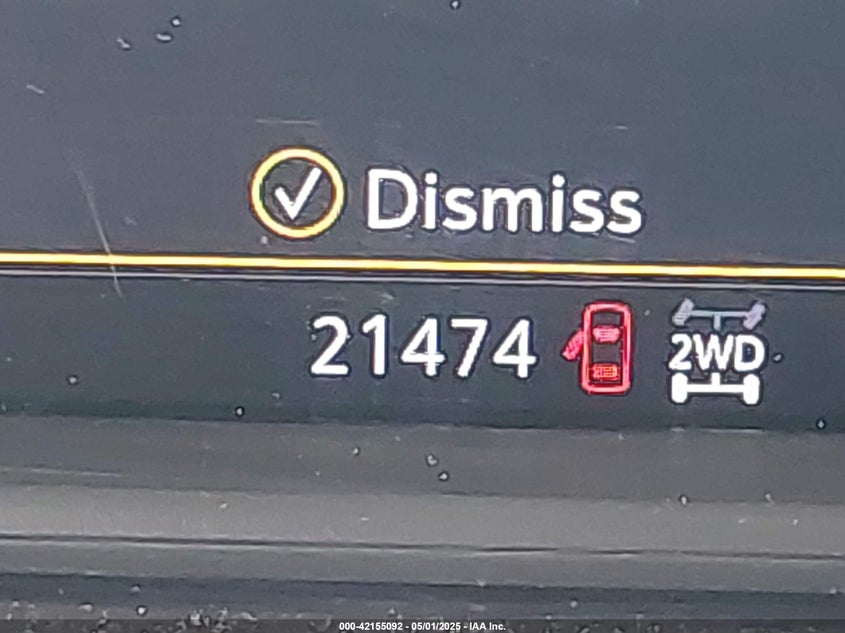 Dismiss
21474
2WD
000-42155092 - 05/01/2025 - IAA Inc.